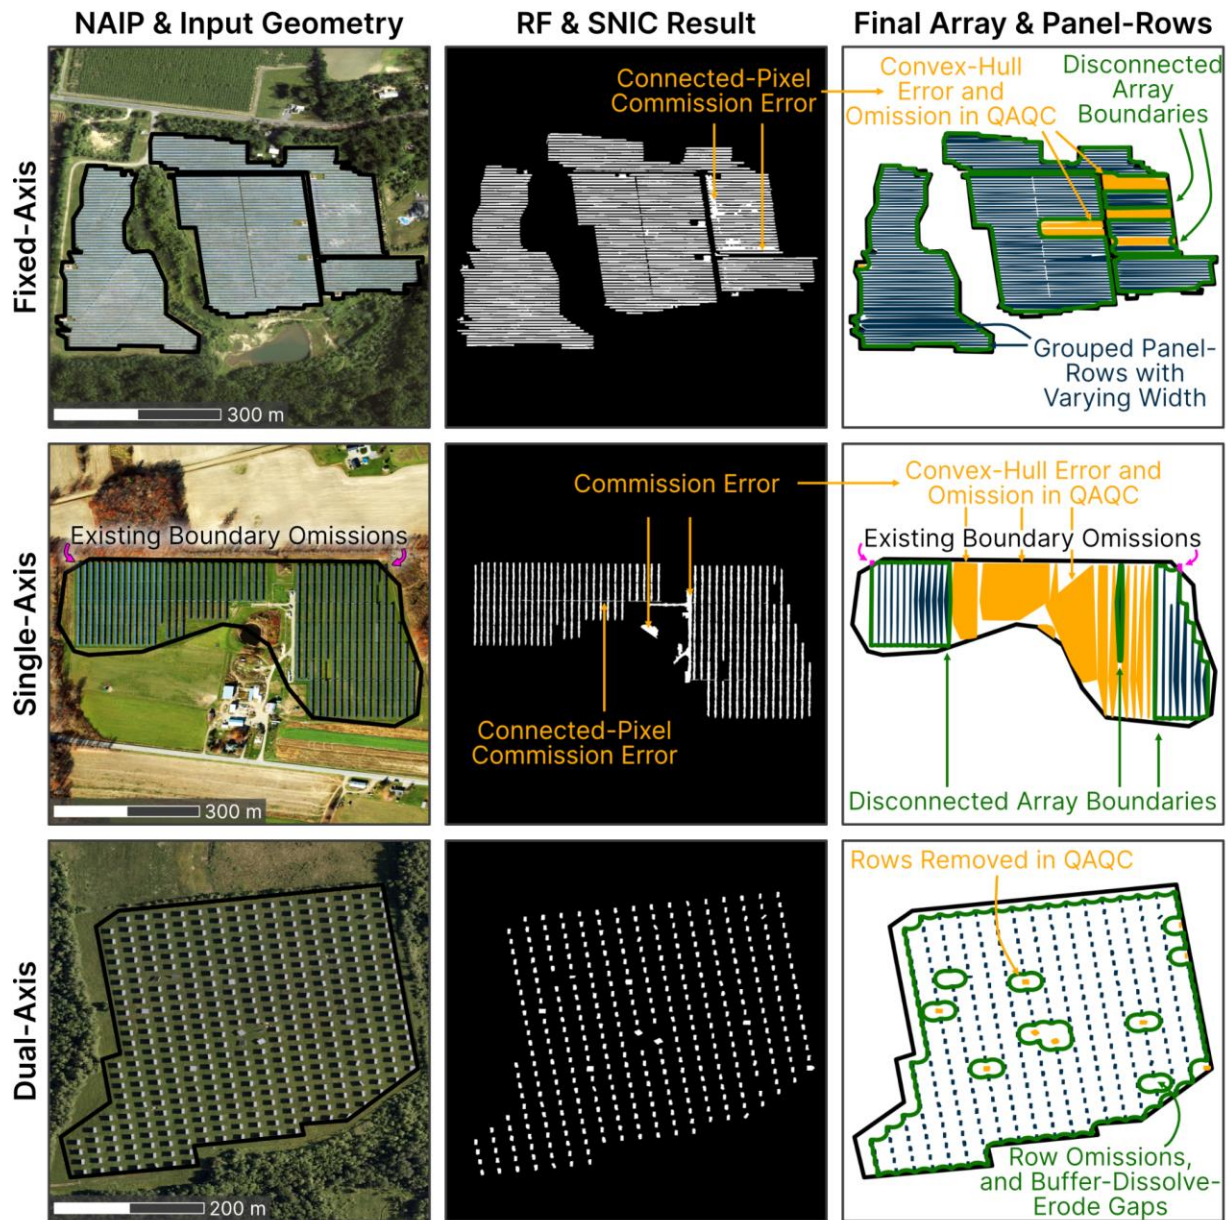 NAIP & Input Geometry
RF & SNIC Result
Final Array & Panel-Rows
Fixed-Axis
300 m
Connected-Pixel
Commission Error
Convex-Hull
Error and
Omission in QAQC
Disconnected
Array
Boundaries
Grouped Panel-
Rows with
Varying Width
Single-Axis
Existing Boundary Omissions
300 m
Commission Error
Connected-Pixel
Commission Error
Convex-Hull Error and
Omission in QAQC
Existing Boundary Omissions
Disconnected Array Boundaries
Dual-Axis
200 m
Rows Removed in QAQC
Row Omissions,
and Buffer-Dissolve-
Erode Gaps